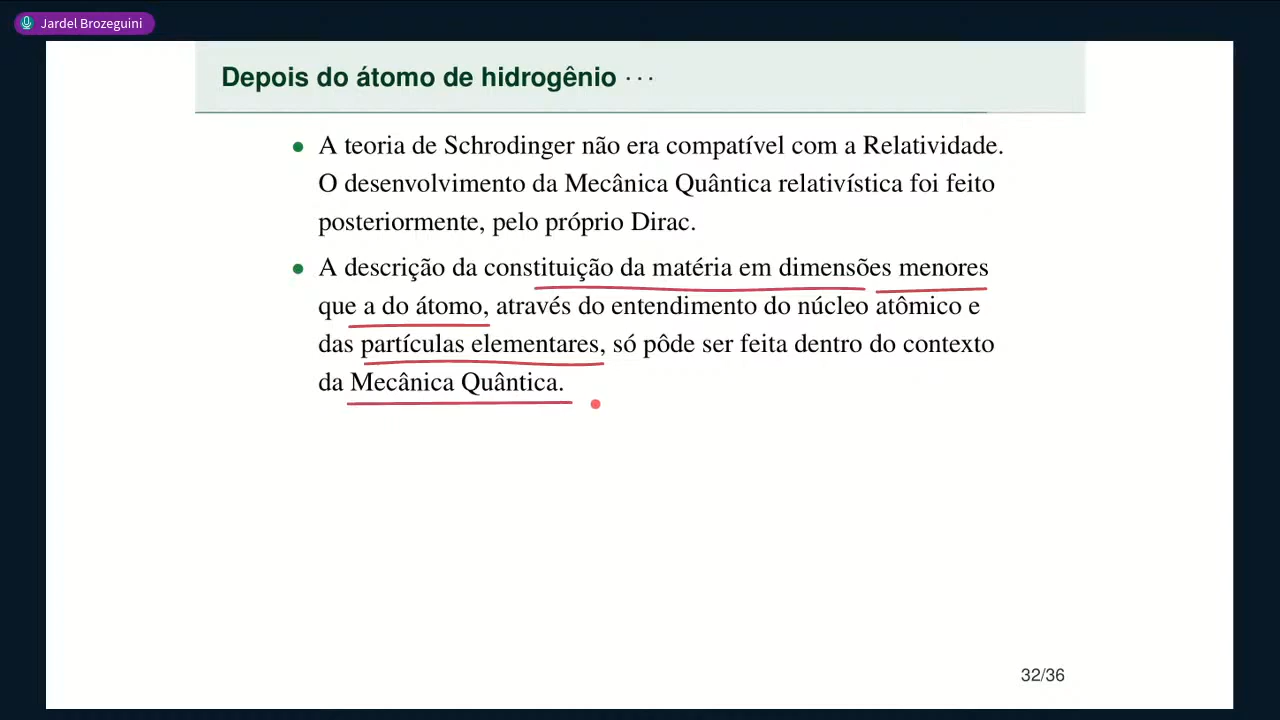 Jardel Brozeguini
Depois do átomo de hidrogênio · · ·
• A teoria de Schrodinger não era compatível com a Relatividade.
O desenvolvimento da Mecânica Quântica relativística foi feito
posteriormente, pelo próprio Dirac.
• A descrição da constituição da matéria em dimensões menores
que a do átomo, através do entendimento do núcleo atômico e
das partículas elementares, só pôde ser feita dentro do contexto
da Mecânica Quântica.
32/36